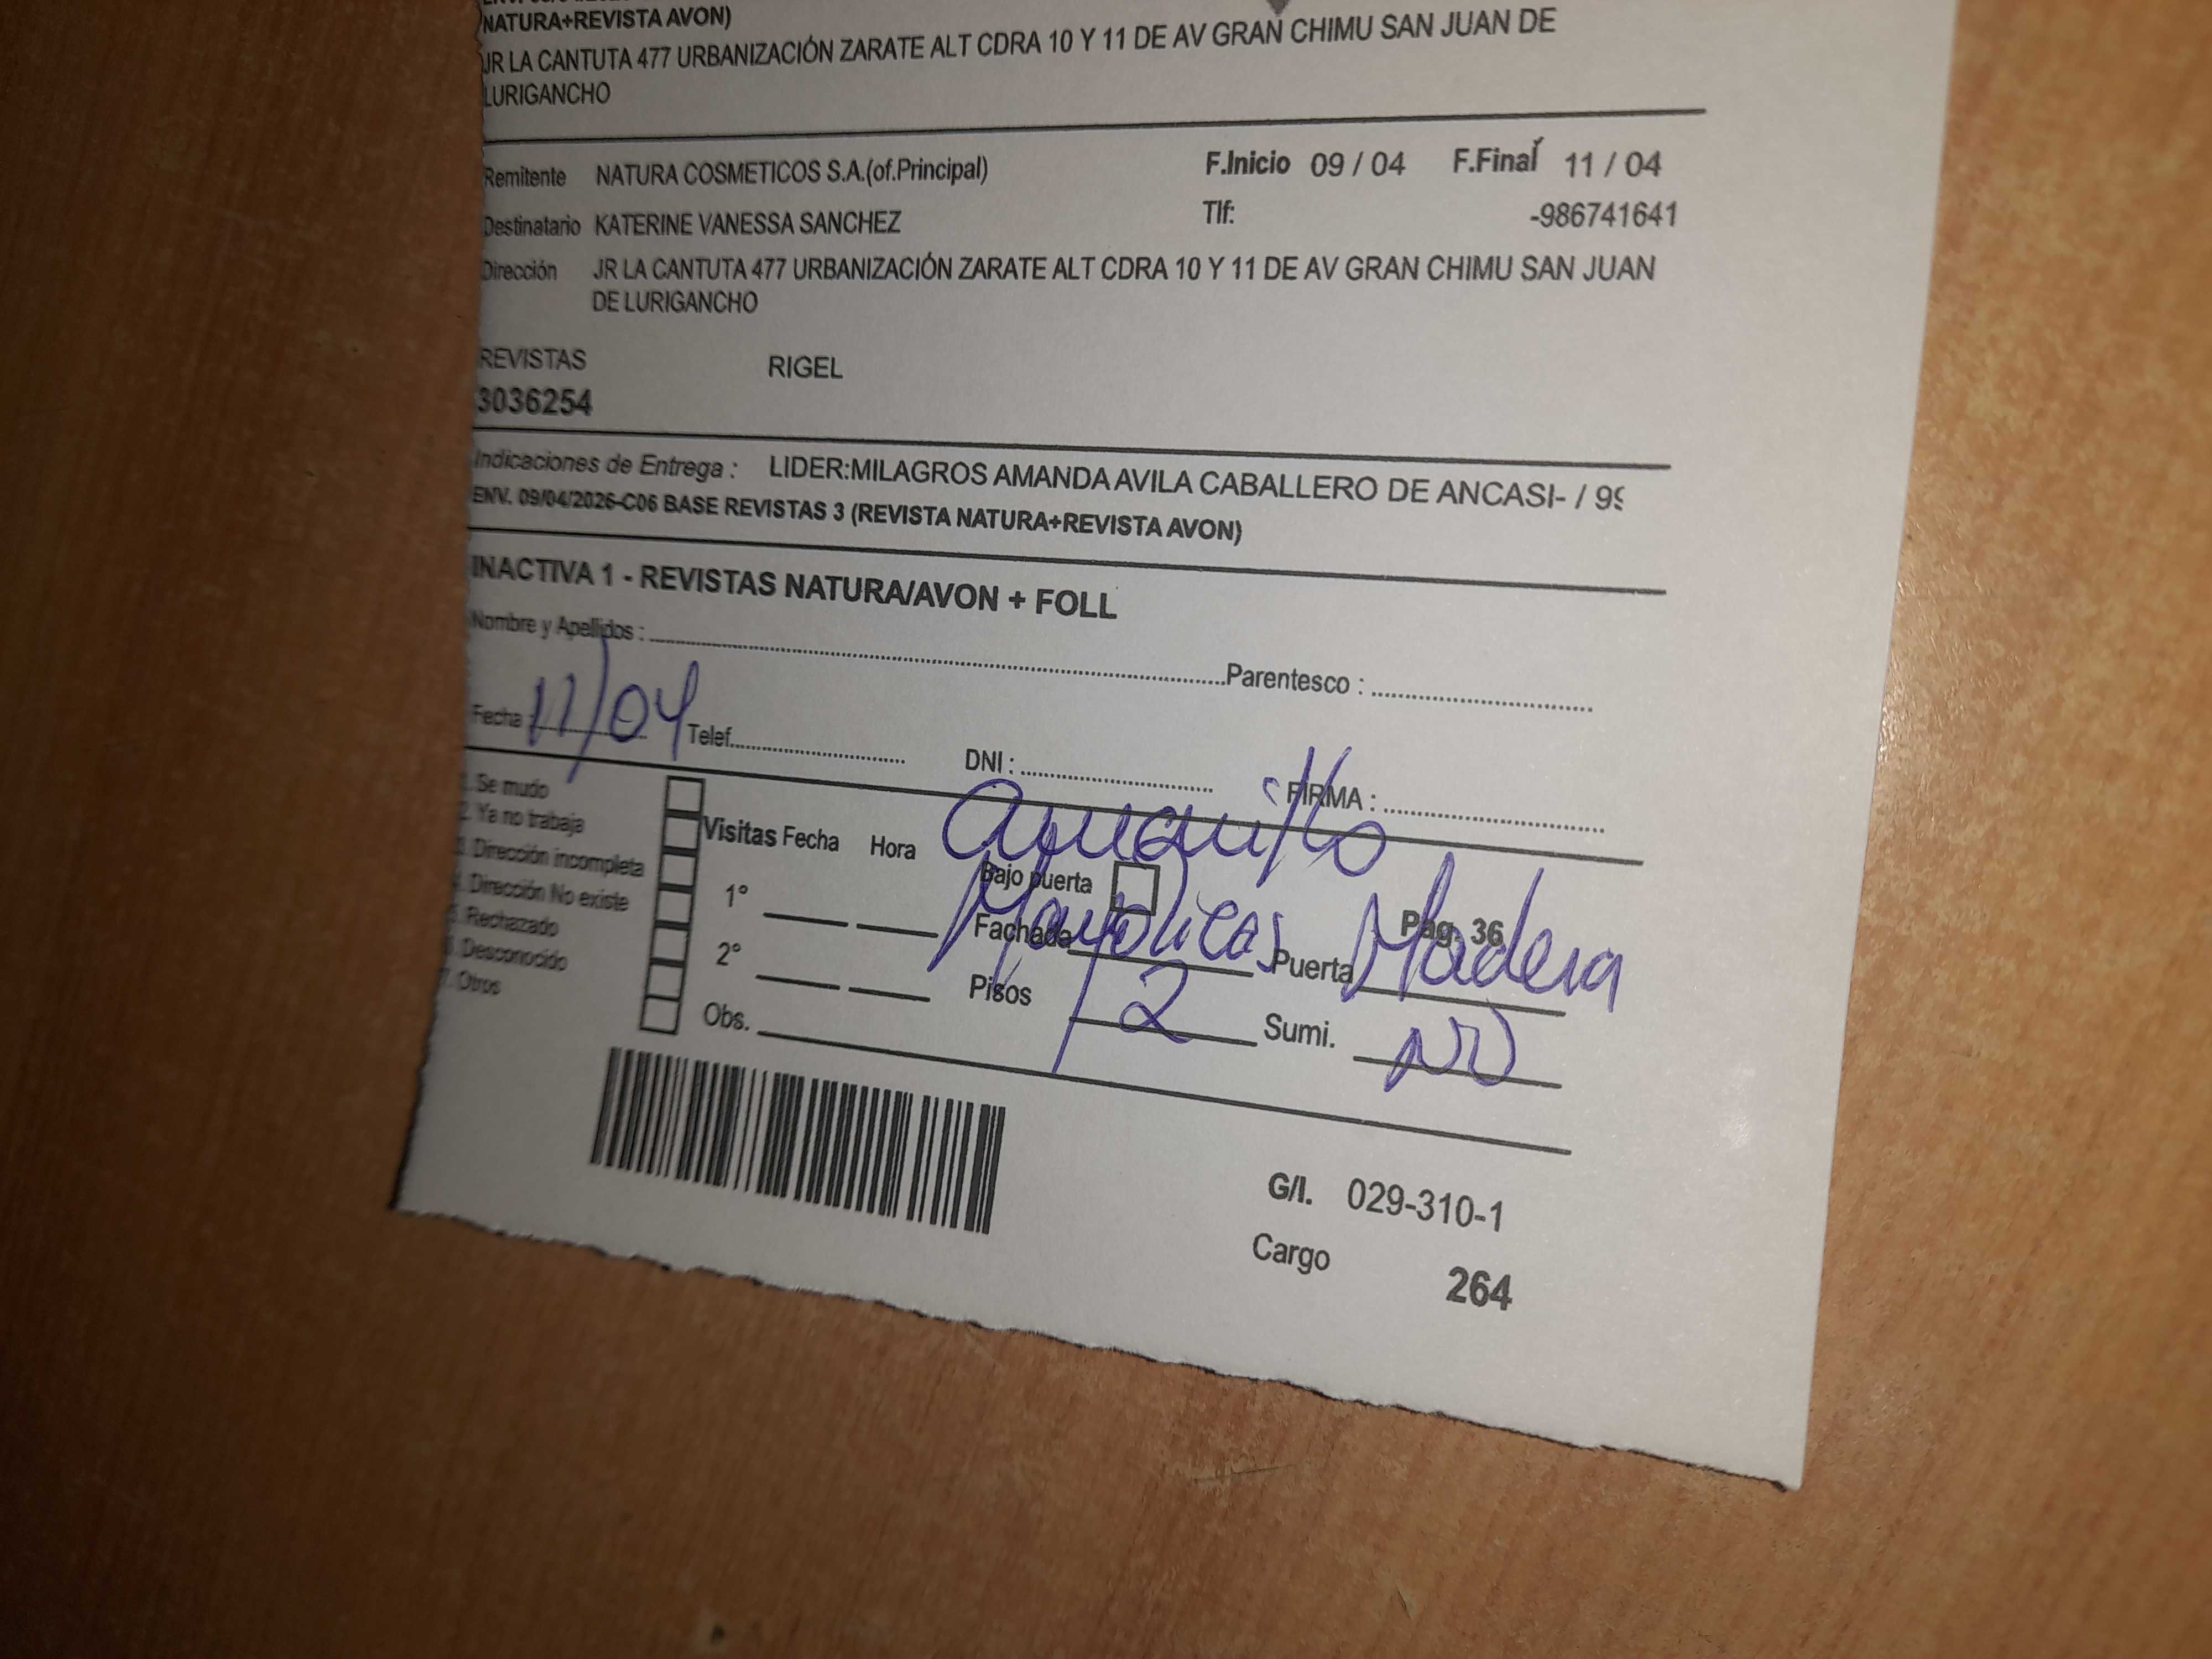 NATURA+REVISTA AVON)
JR LA CANTUTA 477 URBANIZACIÓN ZARATE ALT CDRA 10 Y 11 DE AV GRAN CHIMU SAN JUAN DE
LURIGANCHO
Remitente NATURA COSMETICOS S.A.(of.Principal) F.Inicio 09 / 04 F.Final 11 / 04
Destinatario KATERINE VANESSA SANCHEZ Tlf: -986741641
Dirección JR LA CANTUTA 477 URBANIZACIÓN ZARATE ALT CDRA 10 Y 11 DE AV GRAN CHIMU SAN JUAN
DE LURIGANCHO
REVISTAS RIGEL
3036254
Indicaciones de Entrega : LIDER:MILAGROS AMANDA AVILA CABALLERO DE ANCASI- / 99
ENV. 09/04/2026-C06 BASE REVISTAS 3 (REVISTA NATURA+REVISTA AVON)
INACTIVA 1 - REVISTAS NATURA/AVON + FOLL
Nombre y Apellidos : Parentesco :
Fecha : 11/04 Telef. DNI : FIRMA :
1. Se mudo
2. Ya no trabaja
3. Dirección incompleta
4. Dirección No existe
5. Rechazado
6. Desconocido
7. Otros
Visitas Fecha Hora
1°
2°
Obs.
Bajo puerta Pag. 36
Fachada Mayolicas Puerta Madera
Pisos 2 Sumi. NO
G/I. 029-310-1
Cargo 264